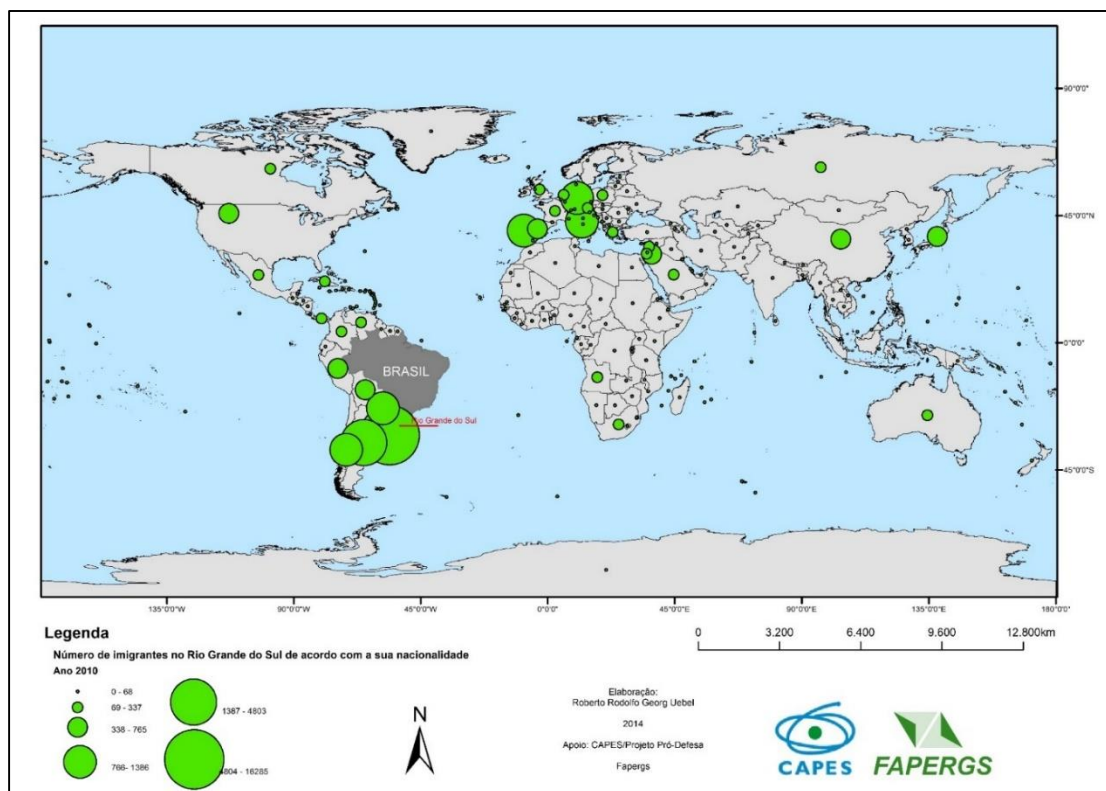 90°0'0"
45°0'0"N
0°0'0"
45°0'0"S
BRASIL
Rio Grande do Sul
135°0'0"W
90°0'0"W
45°0'0"W
0°0'0"
45°0'0"E
90°0'0"E
135°0'0"E
180°0'0"
Legenda
Número de imigrantes no Rio Grande do Sul de acordo com a sua nacionalidade
Ano 2010
0 - 68
69 - 337
338 - 765
766- 1386
1387 - 4803
4804 - 16285
N
0
3.200
6.400
9.600
12.800km
Elaboração:
Roberto Rodolfo Georg Uebel
2014
Apoio: CAPES/Projeto Pró-Defesa
Fapergs
CAPES
FAPERGS